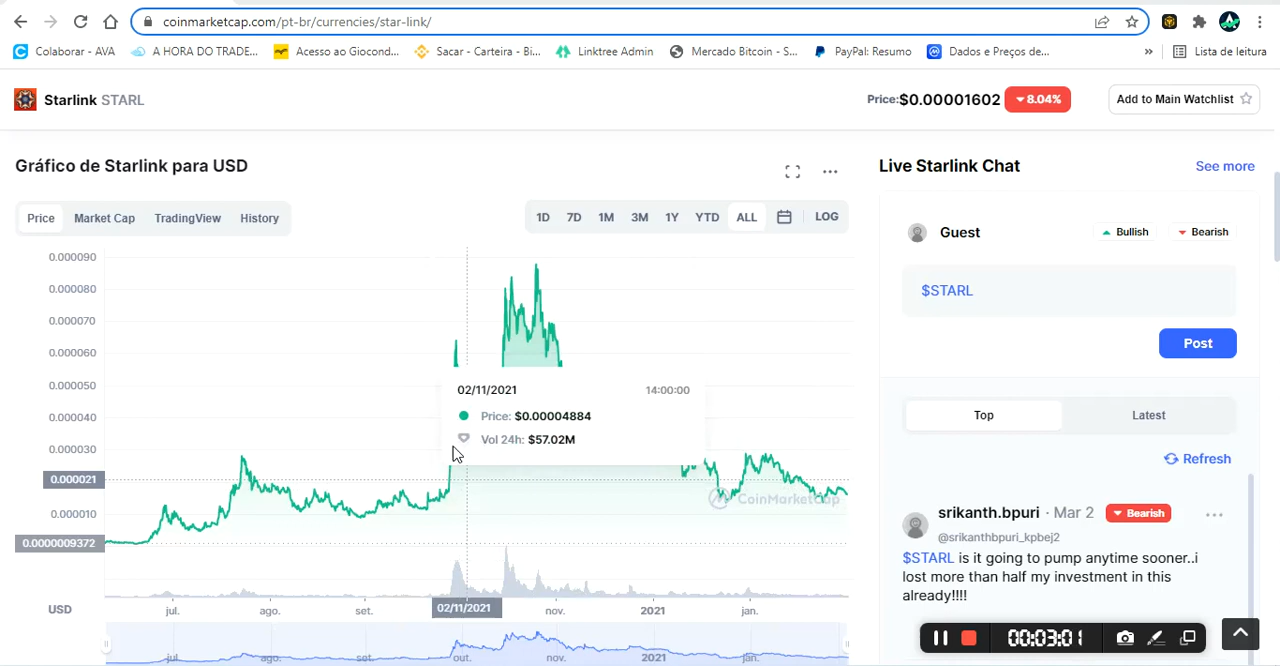 coinmarketcap.com/pt-br/currencies/star-link/
Colaborar - AVA
A HORA DO TRADE...
Acesso ao Giocond...
Sacar - Carteira - Bi...
Linktree Admin
Mercado Bitcoin - S...
PayPal: Resumo
Dados e Preços de...
»
Lista de leitura
Starlink STARL
Price:$0.00001602
8.04%
Add to Main Watchlist
Gráfico de Starlink para USD
Price Market Cap TradingView History
1D 7D 1M 3M 1Y YTD ALL LOG
0.000090
0.000080
0.000070
0.000060
0.000050
0.000040
0.000030
0.000021
0.000010
0.0000009372
02/11/2021 14:00:00
Price: $0.00004884
Vol 24h: $57.02M
CoinMarketCap
USD
jul. ago. set. 02/11/2021 nov. 2021 jan.
jul. ago. out. nov. 2021 jan.
Live Starlink Chat
See more
Guest
Bullish
Bearish
$STARL
Post
Top
Latest
Refresh
srikanth.bpuri · Mar 2
Bearish
@srikanthbpuri_kpbej2
$STARL is it going to pump anytime sooner..i
lost more than half my investment in this
already!!!!
00:03:01